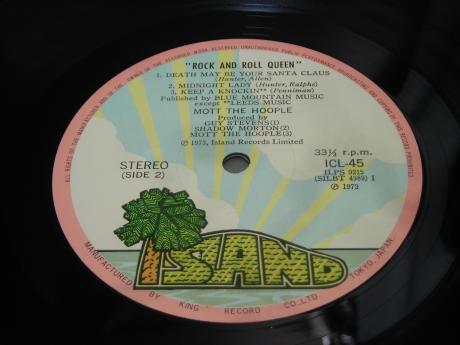 "ROCK AND ROLL QUEEN"
1. DEATH MAY BE YOUR SANTA CLAUS
(Hunter, Allen)
2. MIDNIGHT LADY (Hunter, Ralphs)
3. KEEP A KNOCKIN'** (Penniman)
Published by BLUE MOUNTAIN MUSIC
except **LEEDS MUSIC
MOTT THE HOOPLE
Produced by
GUY STEVENS(1)
SHADOW MORTON(2)
MOTT THE HOOPLE(3)
Ⓟ 1973, Island Records Limited
STEREO
(SIDE 2)
33⅓ r.p.m.
ICL-45
ILPS 9215
(SILBT 4989) 1
Ⓟ 1973
ISLAND
MANUFACTURED BY KING RECORD CO., LTD. TOKYO, JAPAN